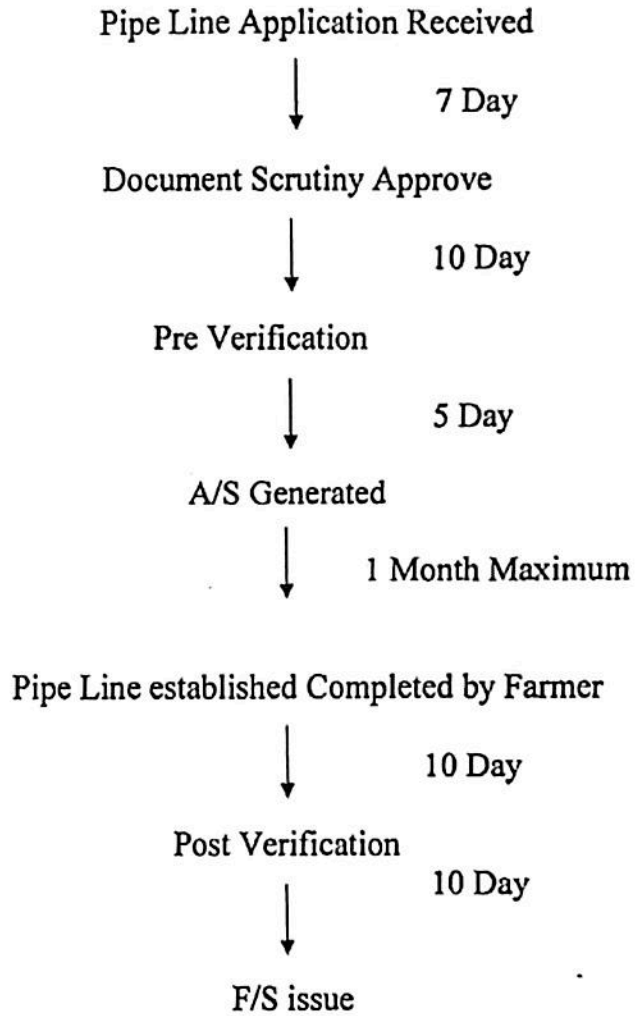 Pipe Line Application Received
7 Day
Document Scrutiny Approve
10 Day
Pre Verification
5 Day
A/S Generated
1 Month Maximum
Pipe Line established Completed by Farmer
10 Day
Post Verification
10 Day
F/S issue